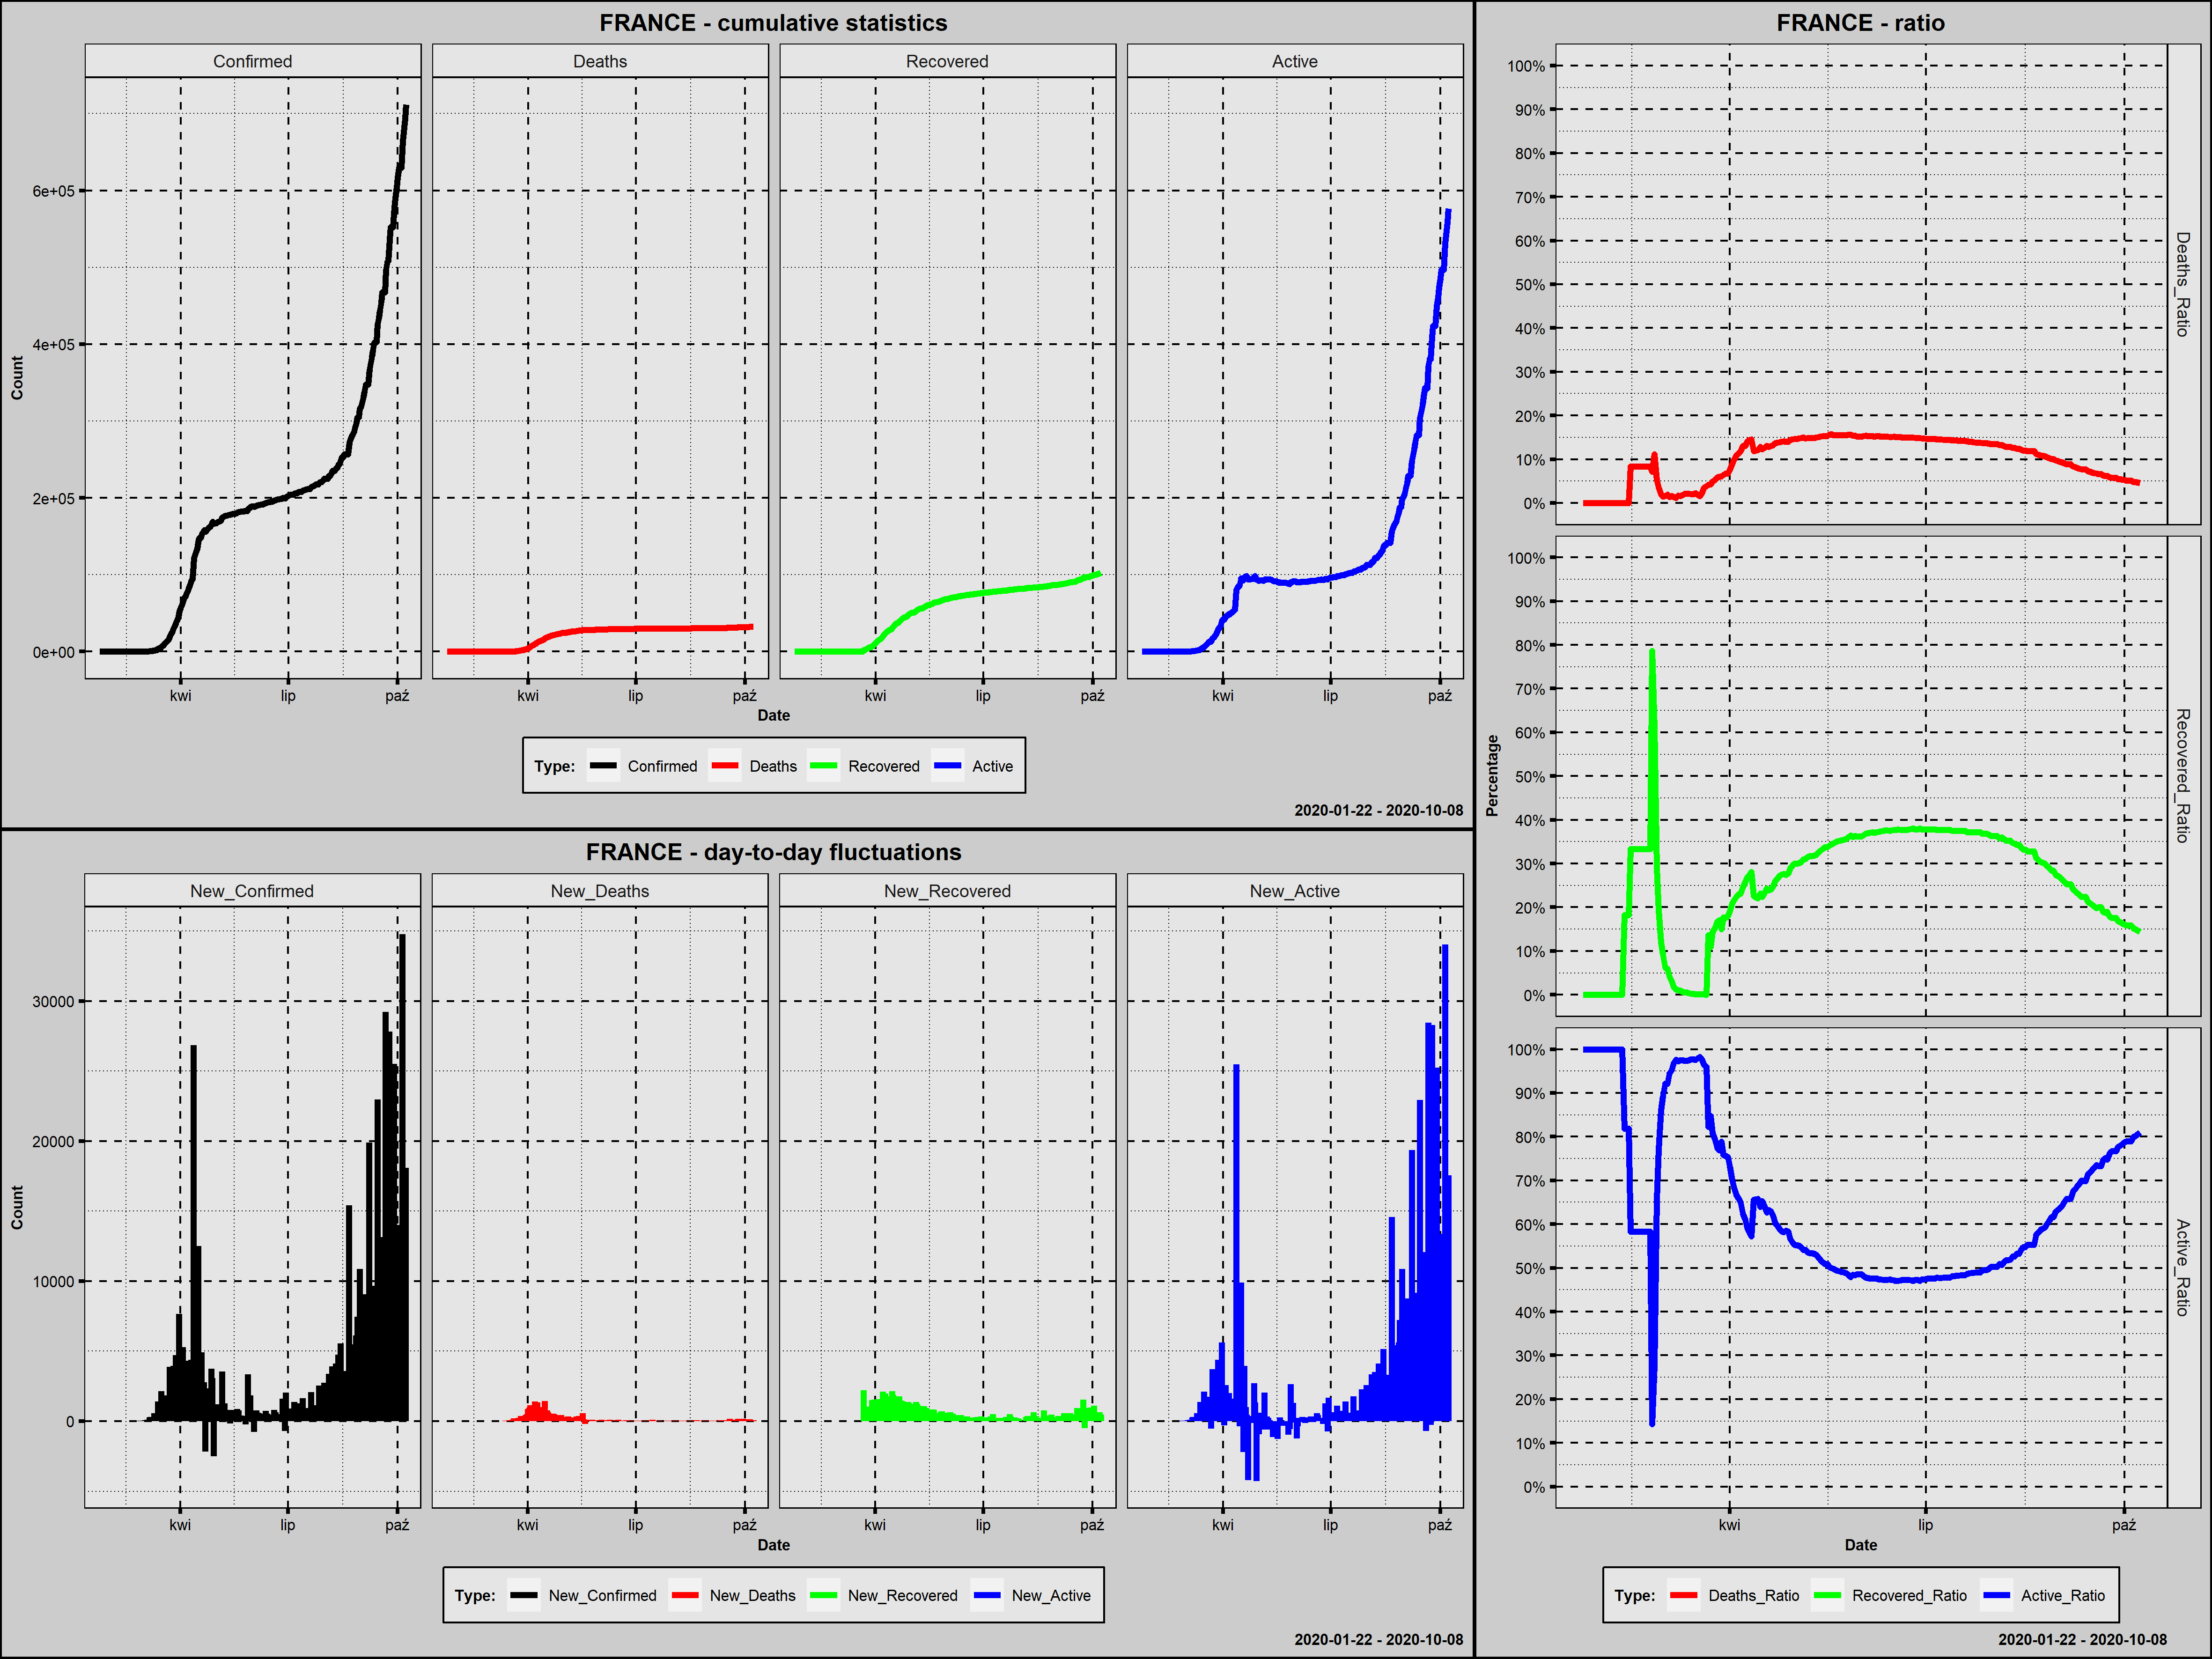 FRANCE - cumulative statistics
Confirmed Deaths Recovered Active
Count
6e+05
4e+05
2e+05
0e+00
kwi lip paź kwi lip paź kwi lip paź kwi lip paź
Date
Type: Confirmed Deaths Recovered Active
2020-01-22 - 2020-10-08
FRANCE - day-to-day fluctuations
New_Confirmed New_Deaths New_Recovered New_Active
Count
30000
20000
10000
0
kwi lip paź kwi lip paź kwi lip paź kwi lip paź
Date
Type: New_Confirmed New_Deaths New_Recovered New_Active
2020-01-22 - 2020-10-08
FRANCE - ratio
Percentage
100%
90%
80%
70%
60%
50%
40%
30%
20%
10%
0%
Deaths_Ratio
100%
90%
80%
70%
60%
50%
40%
30%
20%
10%
0%
Recovered_Ratio
100%
90%
80%
70%
60%
50%
40%
30%
20%
10%
0%
Active_Ratio
kwi lip paź
Date
Type: Deaths_Ratio Recovered_Ratio Active_Ratio
2020-01-22 - 2020-10-08